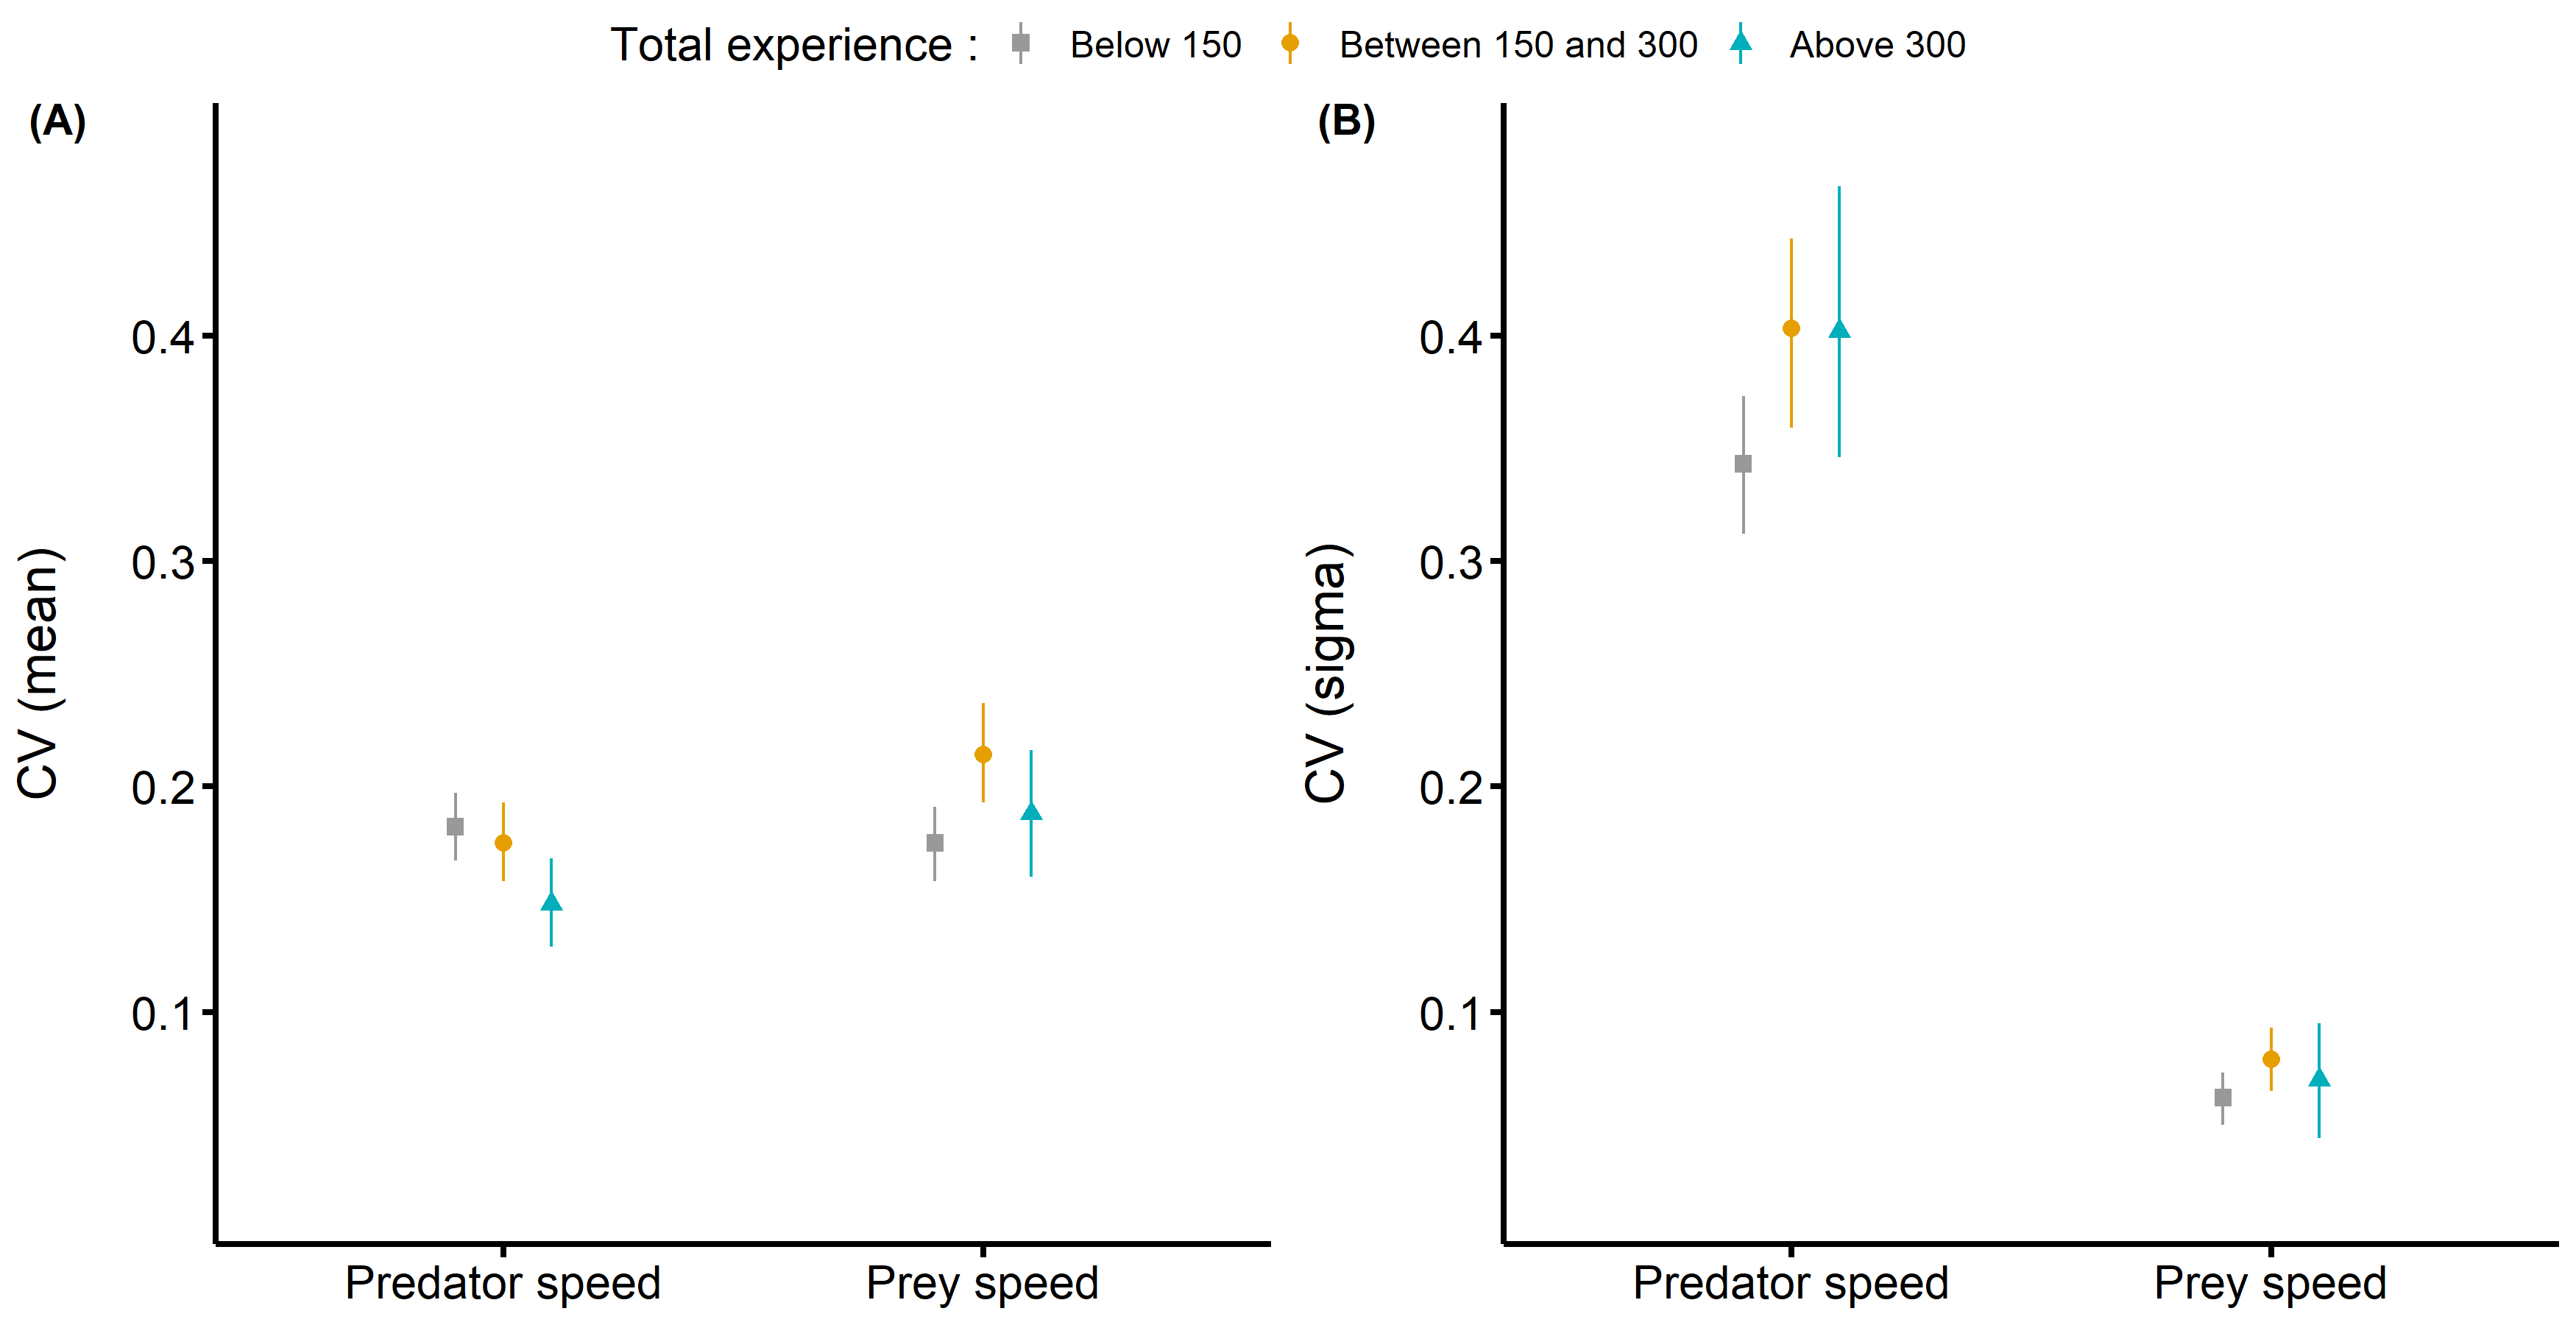 Total experience : Below 150 Between 150 and 300 Above 300
(A)
CV (mean)
0.4
0.3
0.2
0.1
Predator speed Prey speed
(B)
CV (sigma)
0.4
0.3
0.2
0.1
Predator speed Prey speed